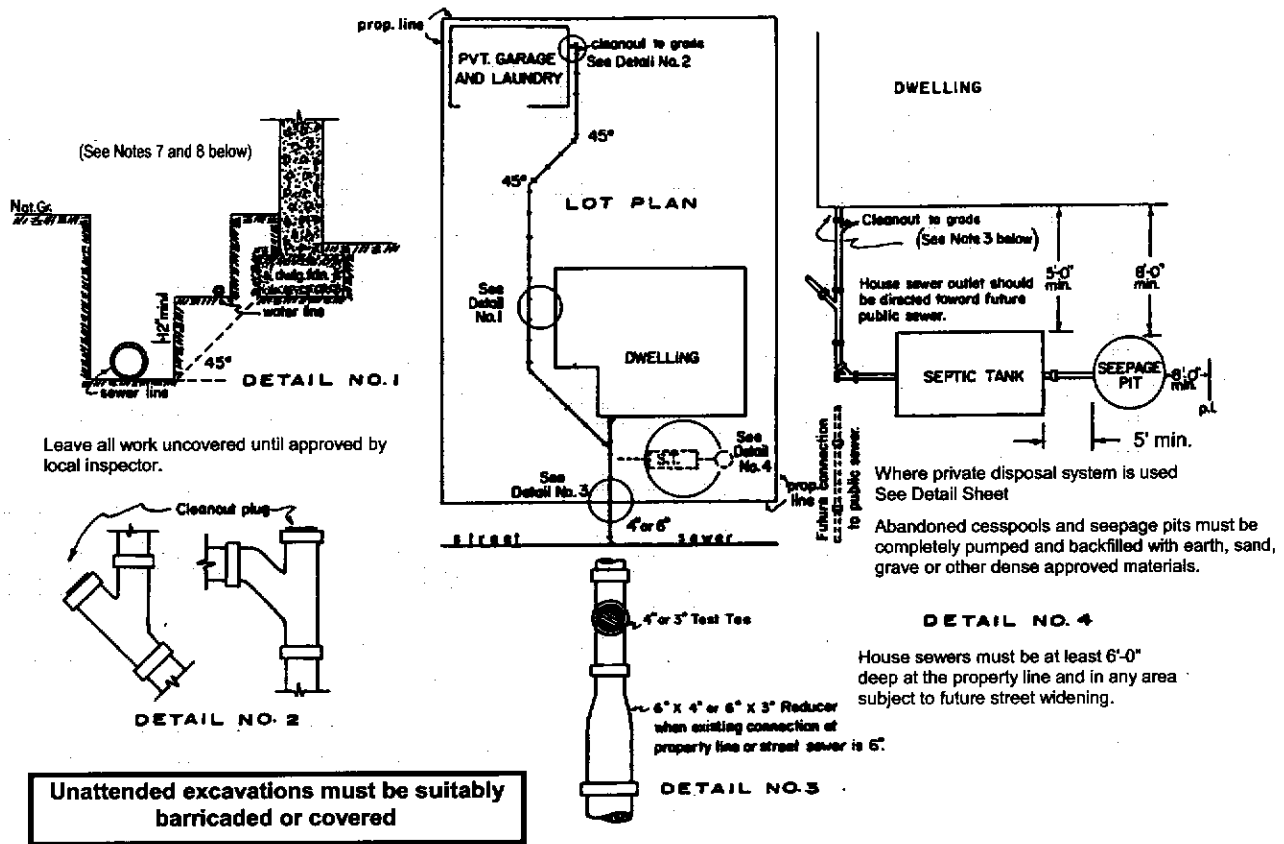 prop. line
PVT. GARAGE
AND LAUNDRY
cleanout to grade
See Detail No. 2
45°
45°
LOT PLAN
See
Detail
No. 1
DWELLING
S.T.
See
Detail
No. 4
See
Detail No. 3
prop.
line
4" or 6"
street sewer
(See Notes 7 and 8 below)
Nat. Gr.
dwlg. fdn.
water line
12" min.
45°
sewer line
DETAIL NO. 1
Leave all work uncovered until approved by
local inspector.
Cleanout plug
DETAIL NO. 2
Unattended excavations must be suitably
barricaded or covered
4" or 3" Test Tee
6" X 4" or 6" X 3" Reducer
when existing connection at
property line or street sewer is 6".
DETAIL NO. 3
DWELLING
Cleanout to grade
(See Note 3 below)
House sewer outlet should
be directed toward future
public sewer.
5'-0"
min.
8'-0"
min.
SEPTIC TANK
SEEPAGE
PIT
8'-0"
min.
p.l.
5' min.
Future connection
to public sewer.
Where private disposal system is used
See Detail Sheet
Abandoned cesspools and seepage pits must be
completely pumped and backfilled with earth, sand,
grave or other dense approved materials.
DETAIL NO. 4
House sewers must be at least 6'-0"
deep at the property line and in any area
subject to future street widening.